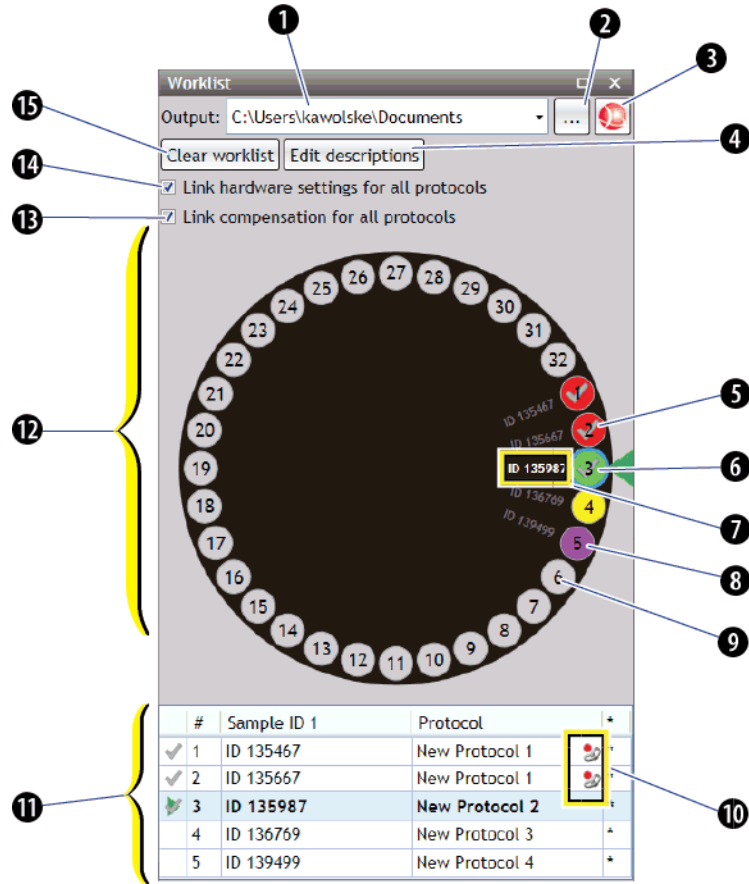 1 2 3
Worklist
15 Output: C:\Users\kawolske\Documents ...
Clear worklist Edit descriptions 4
14 Link hardware settings for all protocols
13 Link compensation for all protocols
27
26 28
25 29
24 30
23 31
22 32
21 1 5
ID 135467
12 20 2
ID 135667
19 ID 135987 3 6
18 ID 136769 4 7
17 ID 139499 5 8
16 6 9
15 7
14 8
13 9
12 11 10
# Sample ID 1 Protocol *
1 ID 135467 New Protocol 1 *
2 ID 135667 New Protocol 1 *
11 3 ID 135987 New Protocol 2 * 10
4 ID 136769 New Protocol 3 *
5 ID 139499 New Protocol 4 *